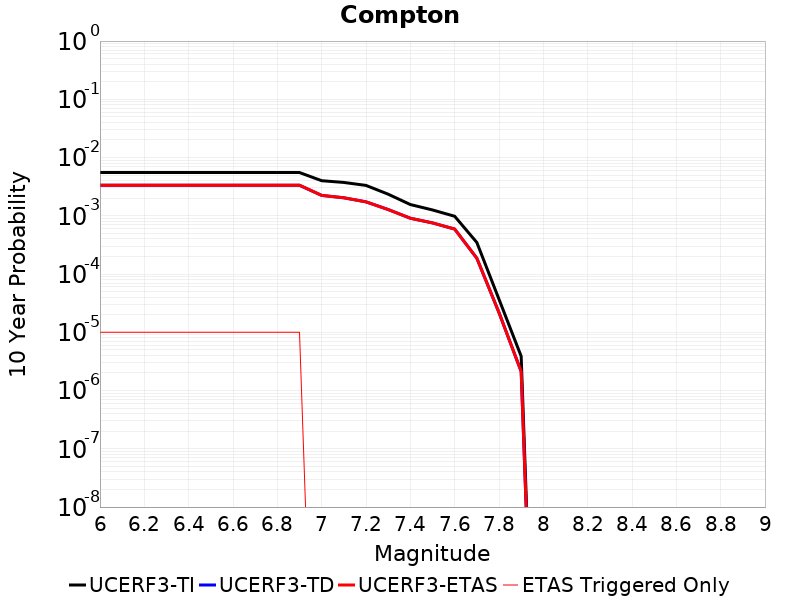 Compton
10 Year Probability
10^0
10^-1
10^-2
10^-3
10^-4
10^-5
10^-6
10^-7
10^-8
6 6.2 6.4 6.6 6.8 7 7.2 7.4 7.6 7.8 8 8.2 8.4 8.6 8.8 9
Magnitude
UCERF3-TI UCERF3-TD UCERF3-ETAS ETAS Triggered Only